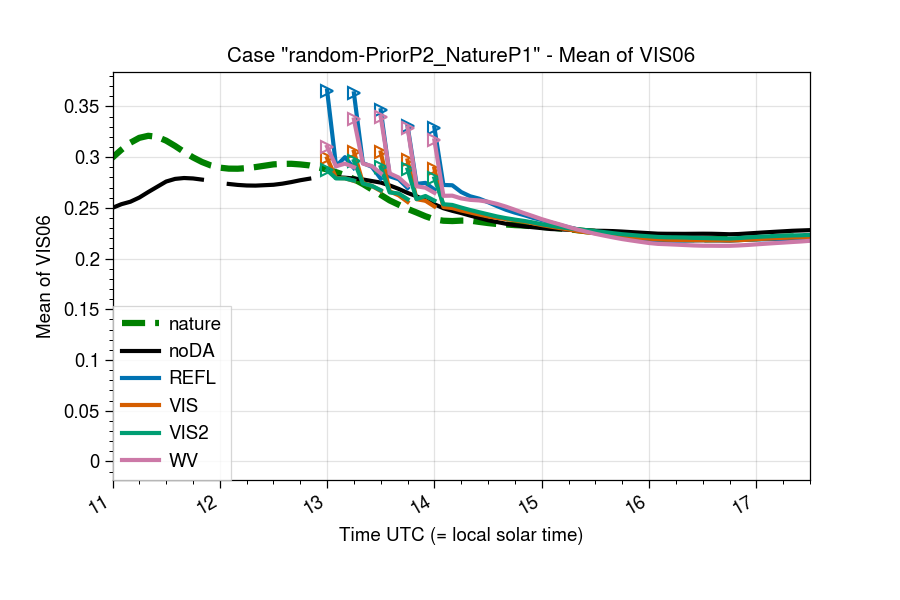 Case "random-PriorP2_NatureP1" - Mean of VIS06
Mean of VIS06
0.35
0.3
0.25
0.2
0.15
0.1
0.05
0
nature
noDA
REFL
VIS
VIS2
WV
11
12
13
14
15
16
17
Time UTC (= local solar time)